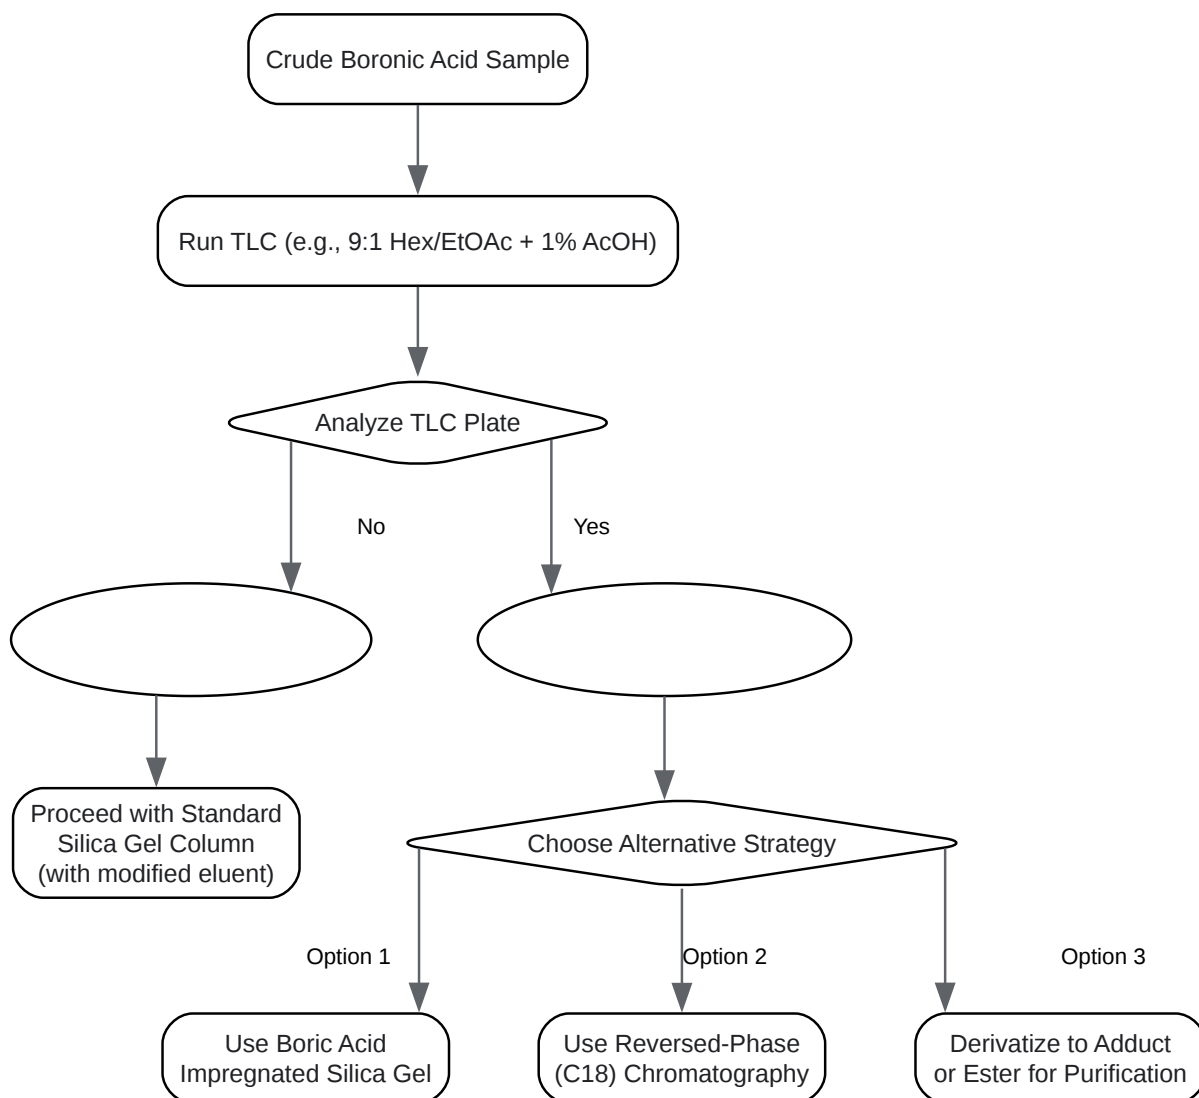 Crude Boronic Acid Sample
Run TLC (e.g., 9:1 Hex/EtOAc + 1% AcOH)
Analyze TLC Plate
No
Yes
Proceed with Standard
Silica Gel Column
(with modified eluent)
Choose Alternative Strategy
Option 1
Option 2
Option 3
Use Boric Acid
Impregnated Silica Gel
Use Reversed-Phase
(C18) Chromatography
Derivatize to Adduct
or Ester for Purification